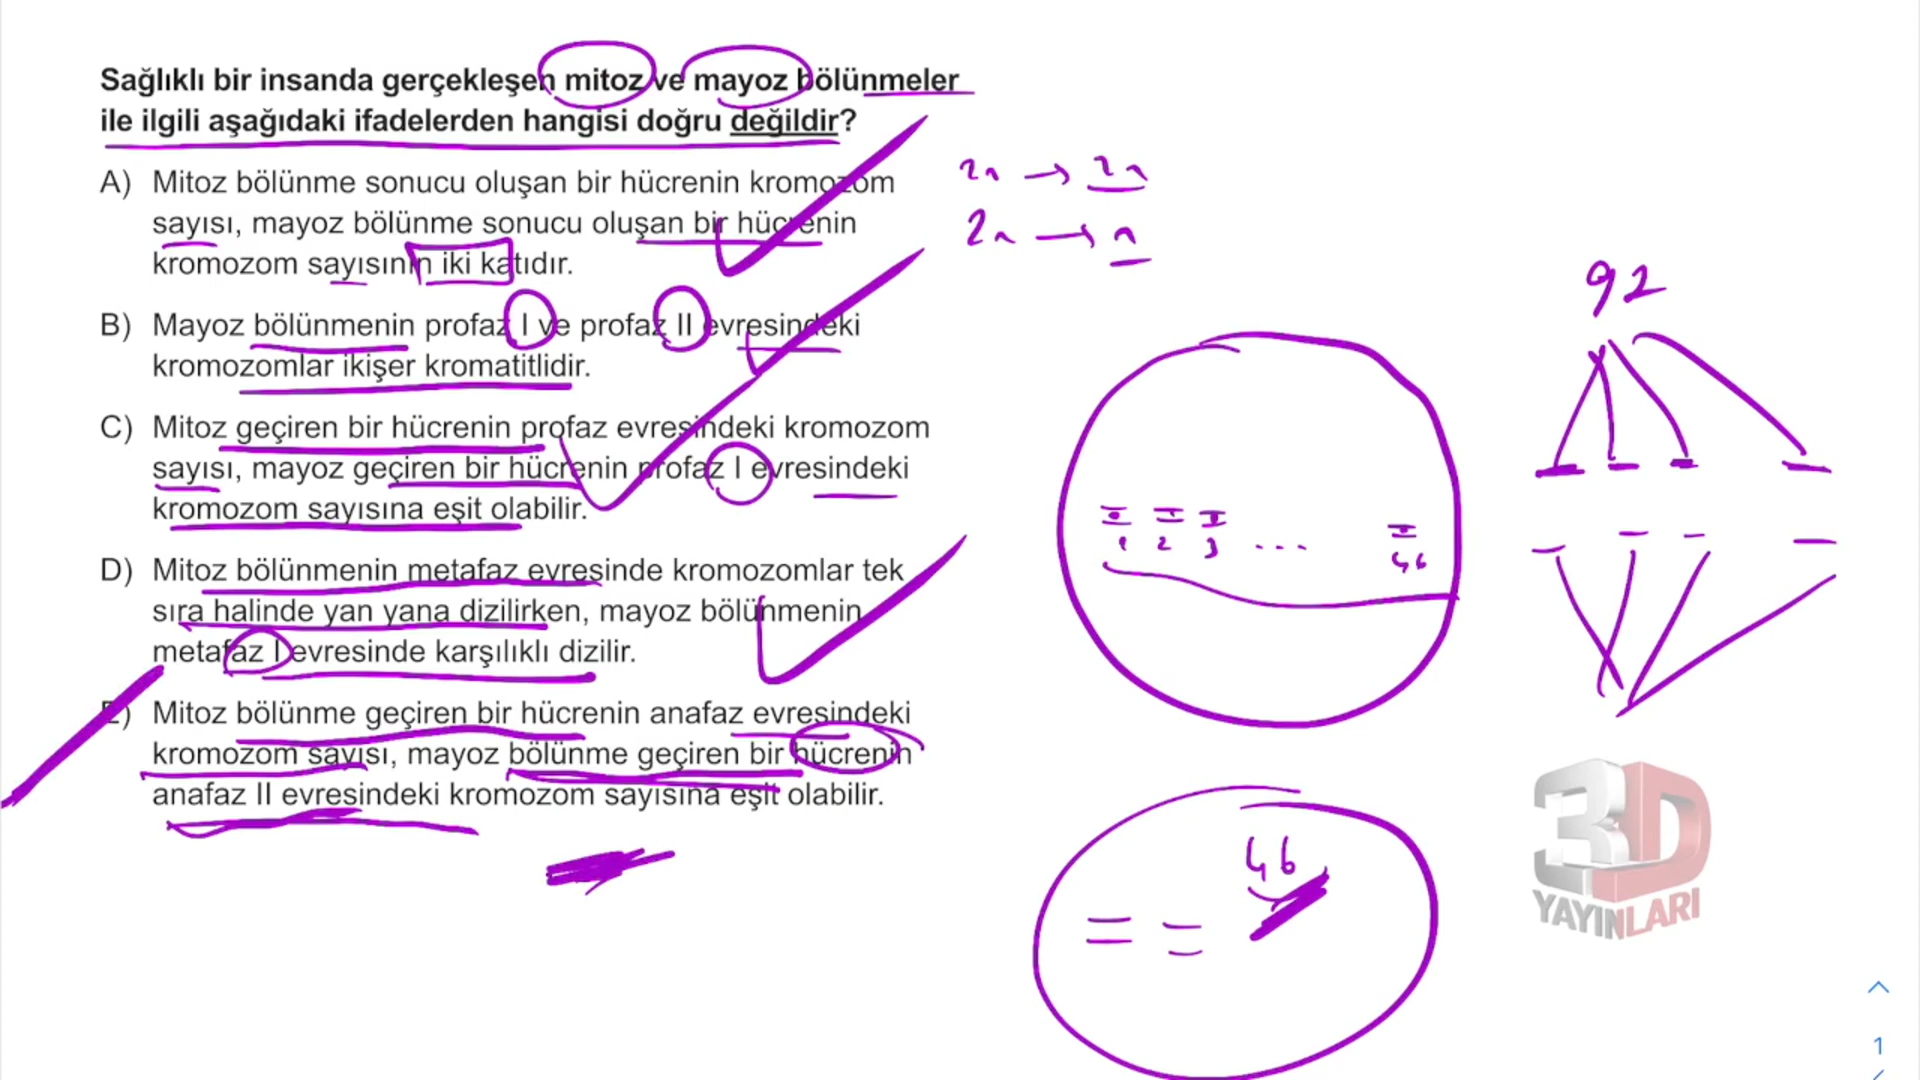 Sağlıklı bir insanda gerçekleşen mitoz ve mayoz bölünmeler
ile ilgili aşağıdaki ifadelerden hangisi doğru değildir?
A) Mitoz bölünme sonucu oluşan bir hücrenin kromozom
sayısı, mayoz bölünme sonucu oluşan bir hücrenin
kromozom sayısının iki katıdır.
B) Mayoz bölünmenin profaz I ve profaz II evresindeki
kromozomlar ikişer kromatitlidir.
C) Mitoz geçiren bir hücrenin profaz evresindeki kromozom
sayısı, mayoz geçiren bir hücrenin profaz I evresindeki
kromozom sayısına eşit olabilir.
D) Mitoz bölünmenin metafaz evresinde kromozomlar tek
sıra halinde yan yana dizilirken, mayoz bölünmenin
metafaz I evresinde karşılıklı dizilir.
E) Mitoz bölünme geçiren bir hücrenin anafaz evresindeki
kromozom sayısı, mayoz bölünme geçiren bir hücrenin
anafaz II evresindeki kromozom sayısına eşit olabilir.
2n → 2n
2n → n
92
1 2 3 ... 46
46
3D
YAYINLARI
1